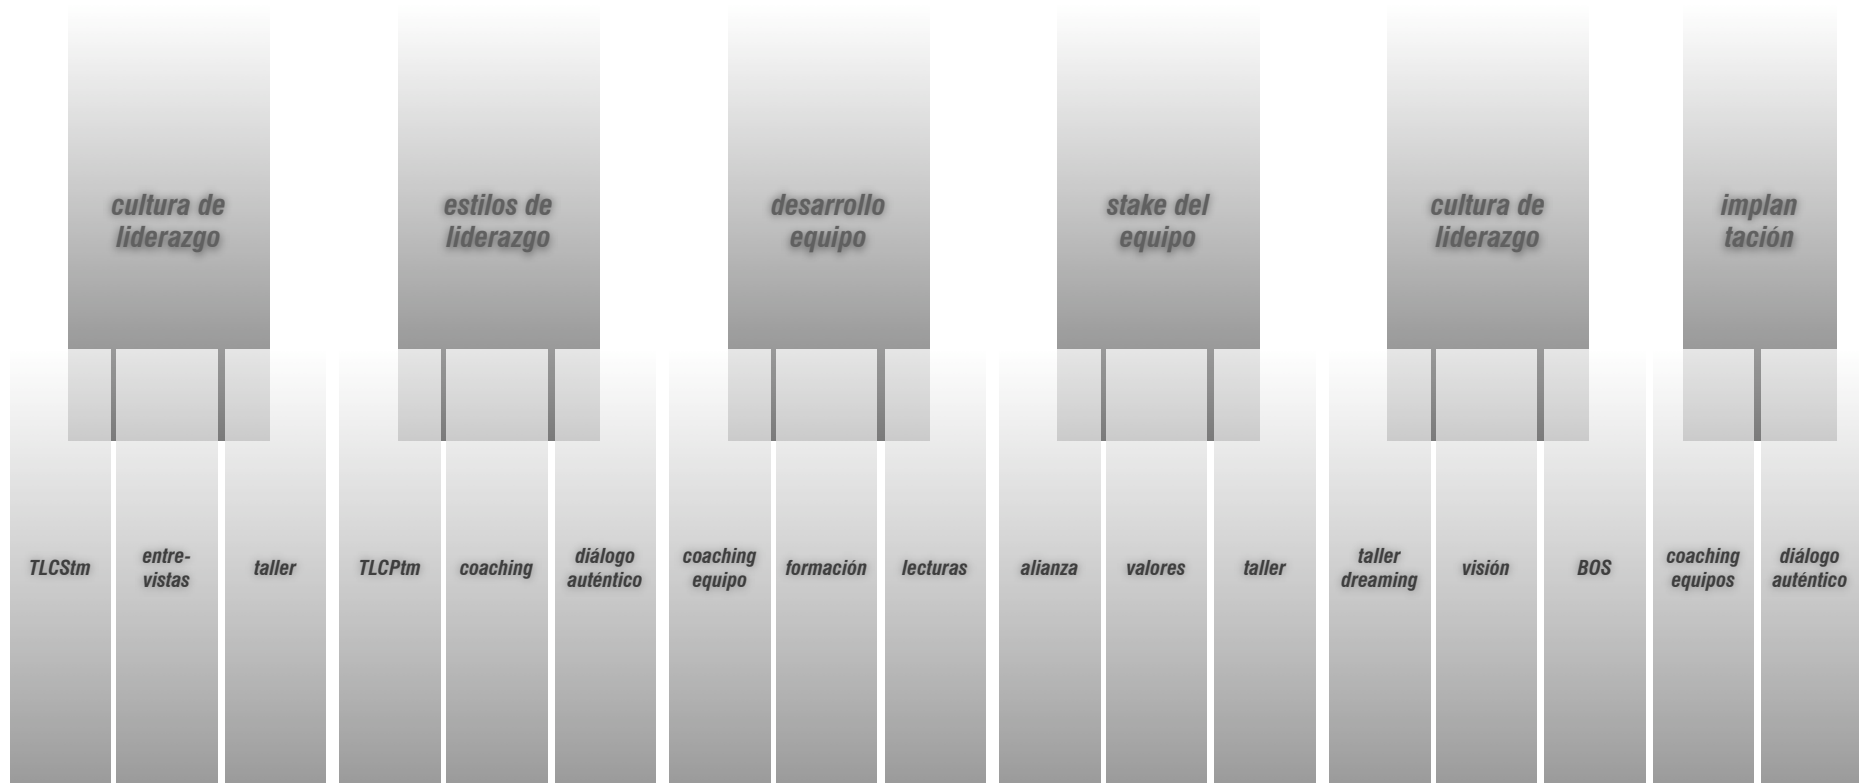 cultura de
liderazgo
estilos de
liderazgo
desarrollo
equipo
stake del
equipo
cultura de
liderazgo
implan
tación
TLCStm
entre-
vistas
taller
TLCPtm
coaching
diálogo
auténtico
coaching
equipo
formación
lecturas
alianza
valores
taller
taller
dreaming
visión
BOS
coaching
equipos
diálogo
auténtico